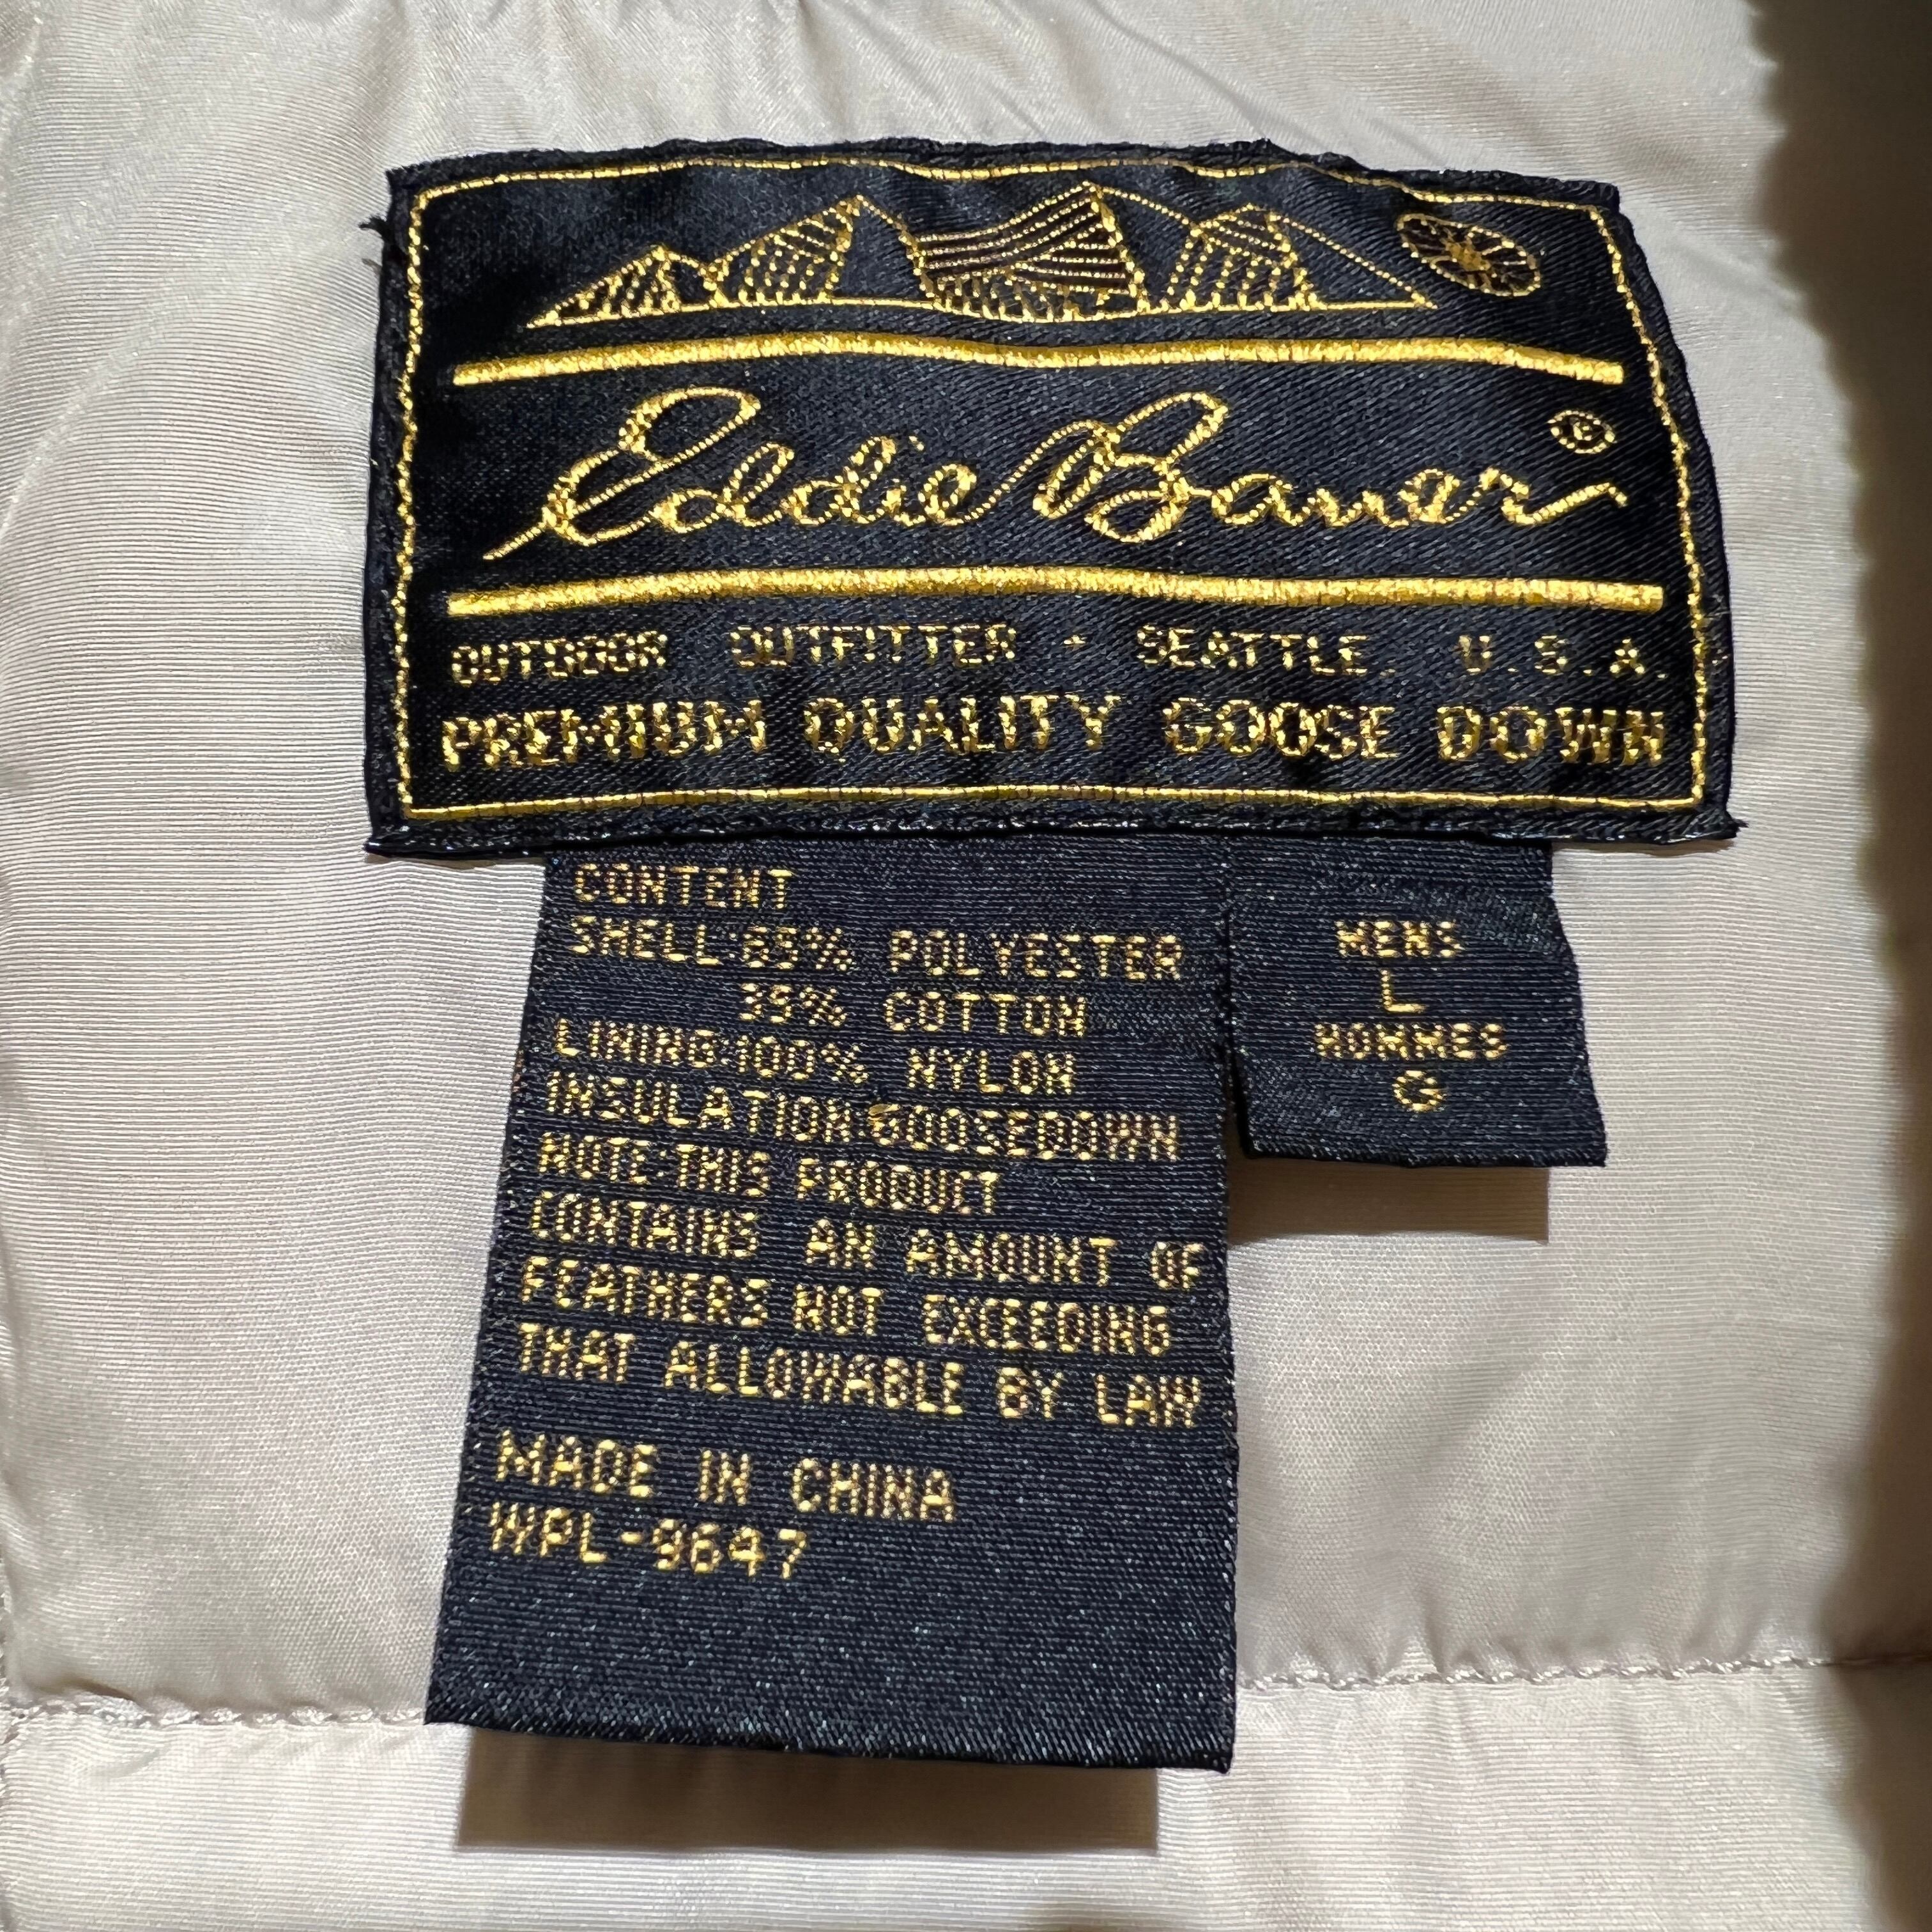 Eddie Bauer®
OUTDOOR OUTFITTER · SEATTLE, U.S.A.
PREMIUM QUALITY GOOSE DOWN
CONTENT
SHELL:65% POLYESTER
35% COTTON
LINING:100% NYLON
INSULATION:GOOSEDOWN
NOTE:THIS PRODUCT
CONTAINS AN AMOUNT OF
FEATHERS NOT EXCEEDING
THAT ALLOWABLE BY LAW
MADE IN CHINA
WPL-9647
MENS
L
HOMMES
G